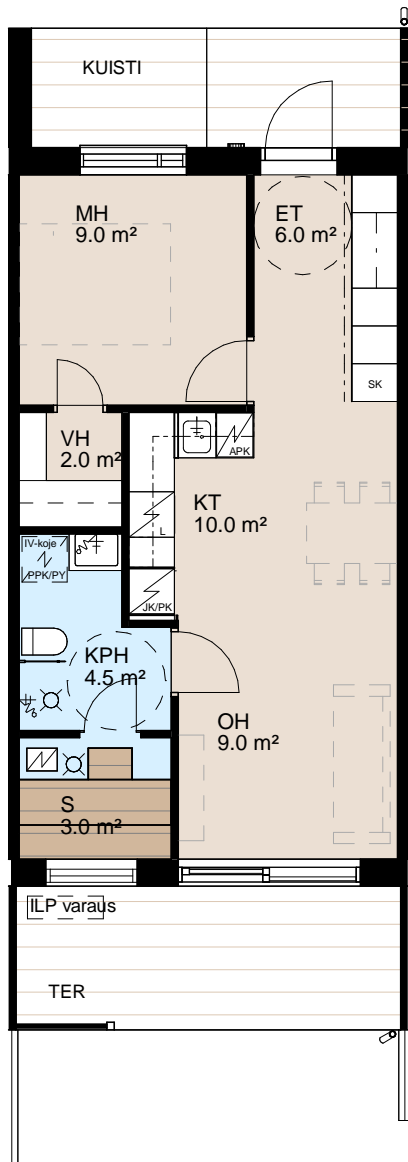 KUISTI
MH
9.0 m²
ET
6.0 m²
SK
VH
2.0 m²
APK
KT
10.0 m²
L
IV-koje
PPK/PY
JK/PK
KPH
4.5 m²
OH
9.0 m²
S
3.0 m²
ILP varaus
TER